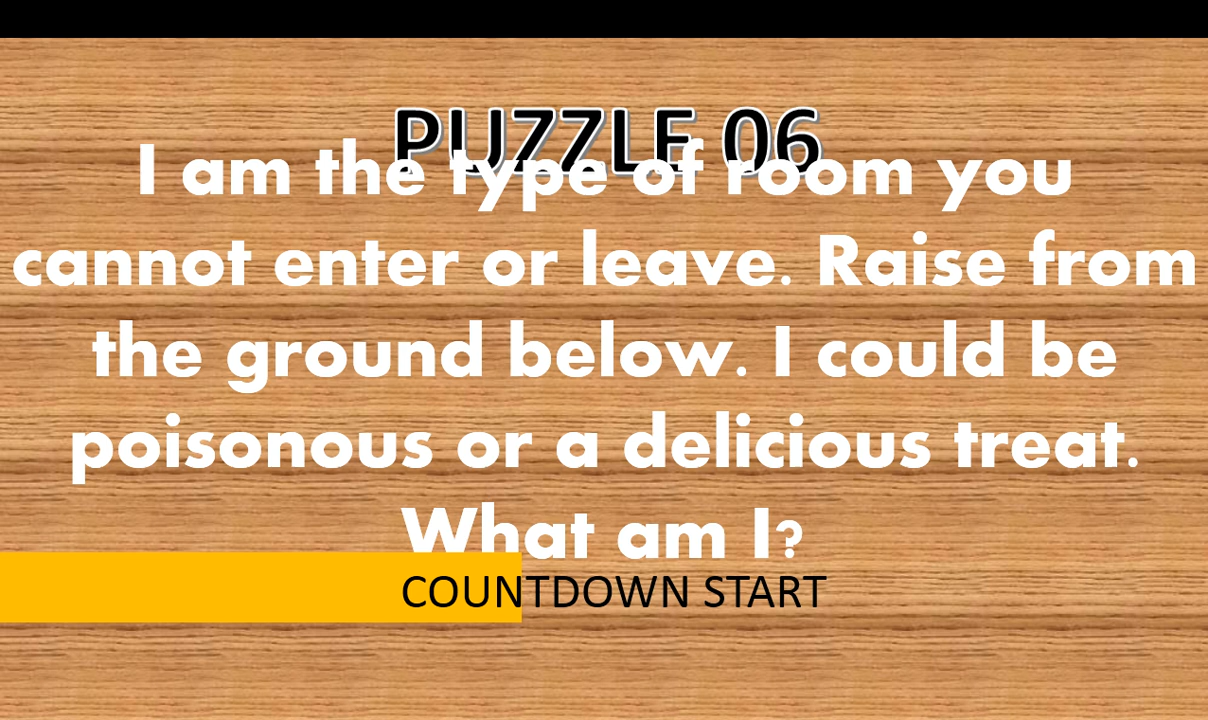 PUZZLE 06
I am the type of room you
cannot enter or leave. Raise from
the ground below. I could be
poisonous or a delicious treat.
What am I?
COUNTDOWN START